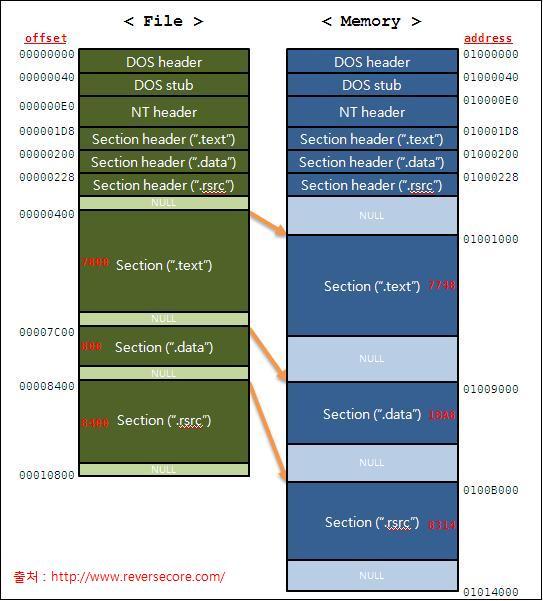 < File >
< Memory >
offset
address
00000000
DOS header
DOS header
01000000
00000040
DOS stub
DOS stub
01000040
000000E0
NT header
NT header
010000E0
000001D8
Section header (“.text”)
Section header (“.text”)
010001D8
00000200
Section header (“.data”)
Section header (“.data”)
01000200
00000228
Section header (“.rsrc”)
Section header (“.rsrc”)
01000228
NULL
NULL
00000400
01001000
7800
Section (“.text”)
Section (“.text”)
7748
NULL
00007C00
NULL
Section (“.data”)
NULL
00008400
01009000
8400
Section (“.rsrc”)
Section (“.data”)
1DA8
NULL
NULL
00010800
0100B000
Section (“.rsrc”)
8314
NULL
01014000
출처 : http://www.reversecore.com/